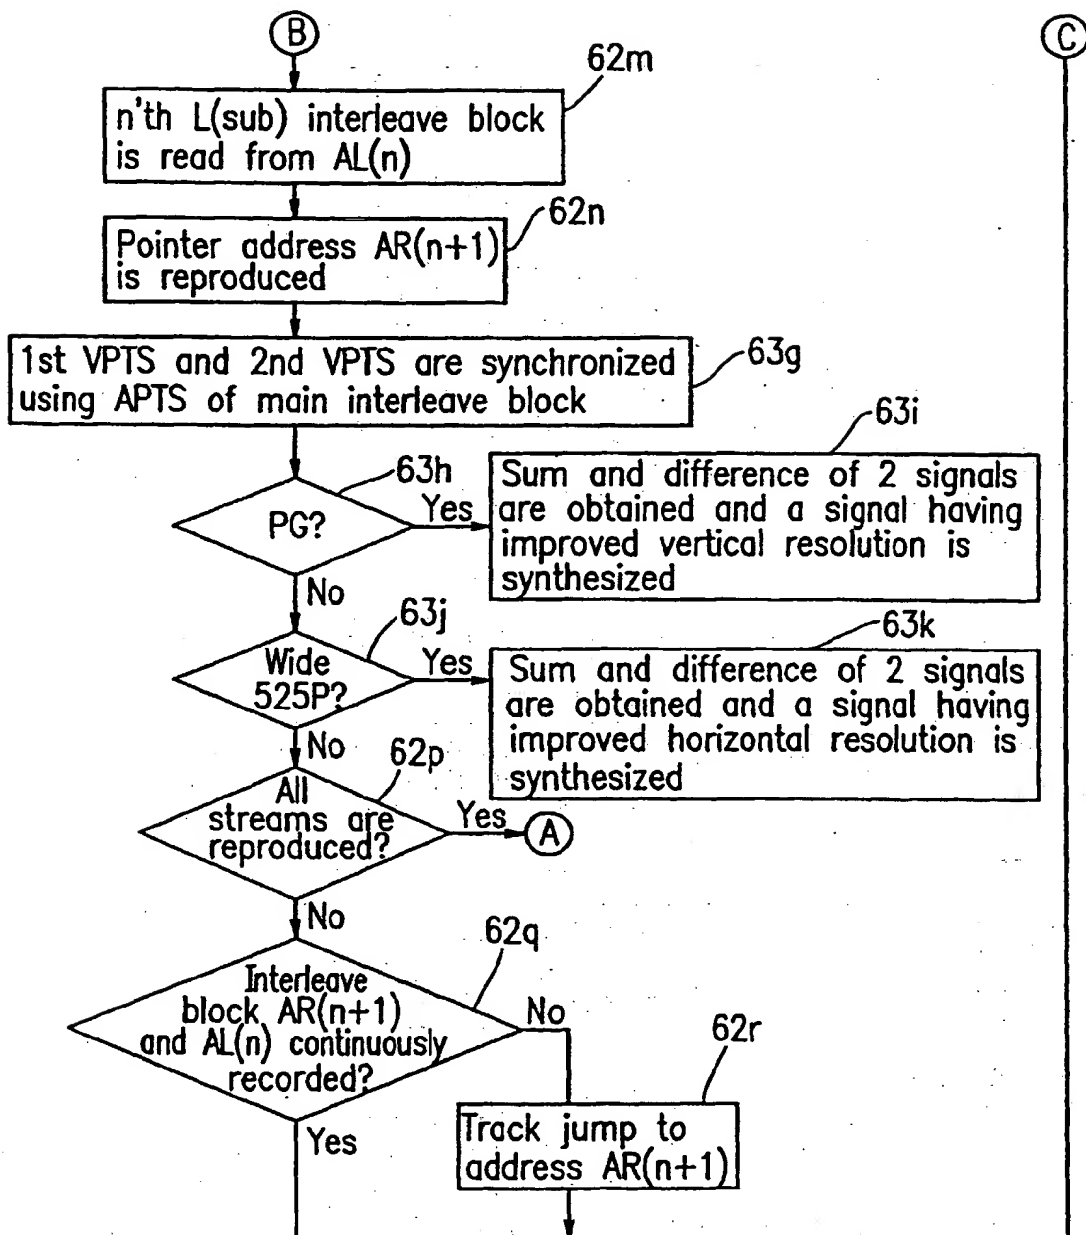 B
C
62m
n'th L(sub) interleave block
is read from AL(n)
62n
Pointer address AR(n+1)
is reproduced
63g
1st VPTS and 2nd VPTS are synchronized
using APTS of main interleave block
63i
63h
PG?
Yes
Sum and difference of 2 signals
are obtained and a signal having
improved vertical resolution is
synthesized
No
63j
63k
Wide
525P?
Yes
Sum and difference of 2 signals
are obtained and a signal having
improved horizontal resolution is
synthesized
No
62p
All
streams are
reproduced?
Yes
A
No
62q
Interleave
block AR(n+1)
and AL(n) continuously
recorded?
No
62r
Yes
Track jump to
address AR(n+1)